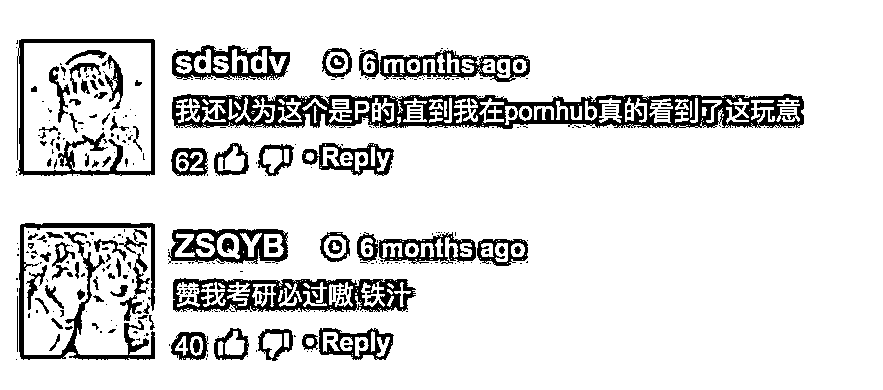 sdshdv 6 months ago
我还以为这个是P的,直到我在pornhub真的看到了这玩意
62 • Reply
ZSQYB 6 months ago
赞我考研必过嗷,铁汁
40 • Reply